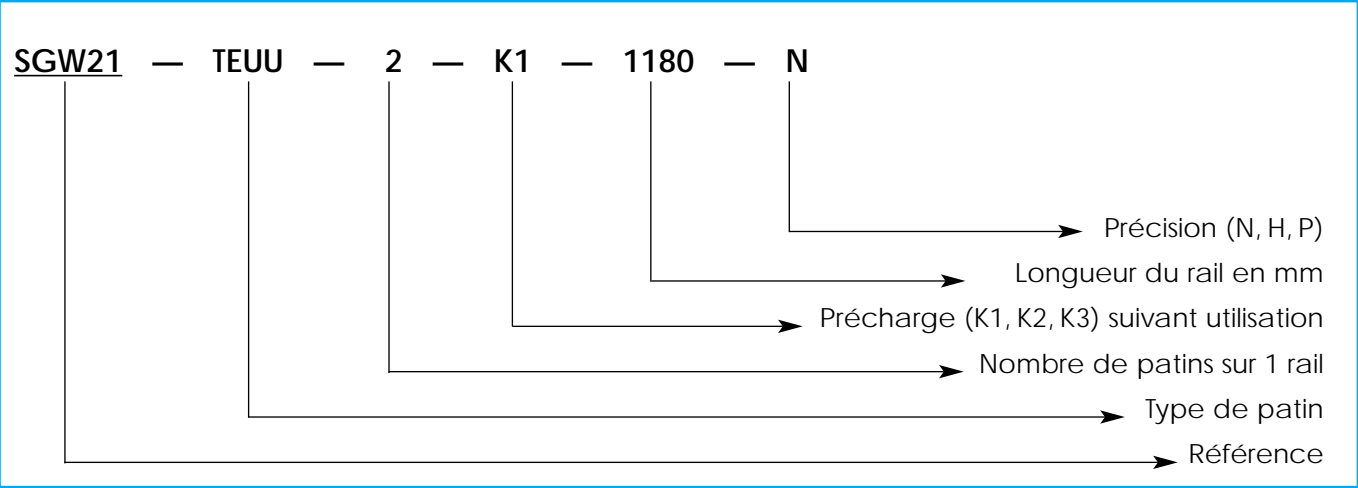 SGW21 — TEUU — 2 — K1 — 1180 — N
Précision (N, H, P)
Longueur du rail en mm
Précharge (K1, K2, K3) suivant utilisation
Nombre de patins sur 1 rail
Type de patin
Référence